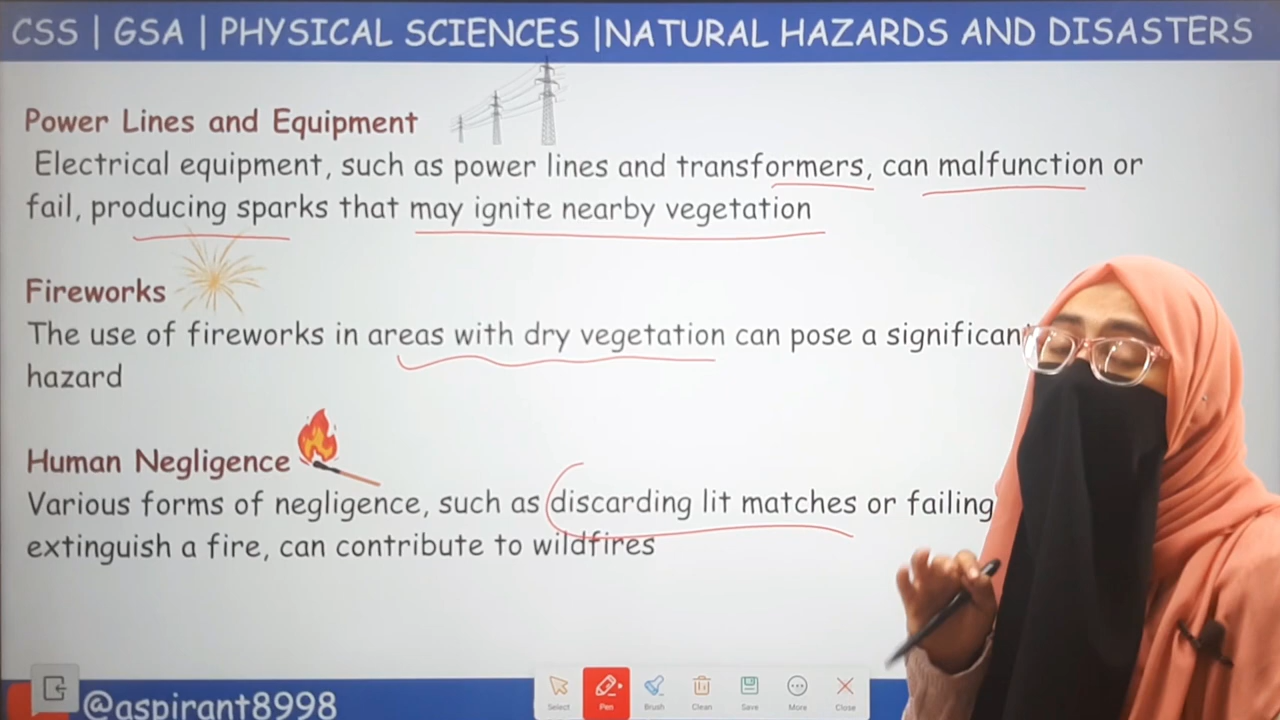 CSS | GSA | PHYSICAL SCIENCES |NATURAL HAZARDS AND DISASTERS
Power Lines and Equipment
Electrical equipment, such as power lines and transformers, can malfunction or
fail, producing sparks that may ignite nearby vegetation
Fireworks
The use of fireworks in areas with dry vegetation can pose a significan
hazard
Human Negligence
Various forms of negligence, such as discarding lit matches or failing
extinguish a fire, can contribute to wildfires
@aspirant8998
Select Pen Brush Clean Save More Close